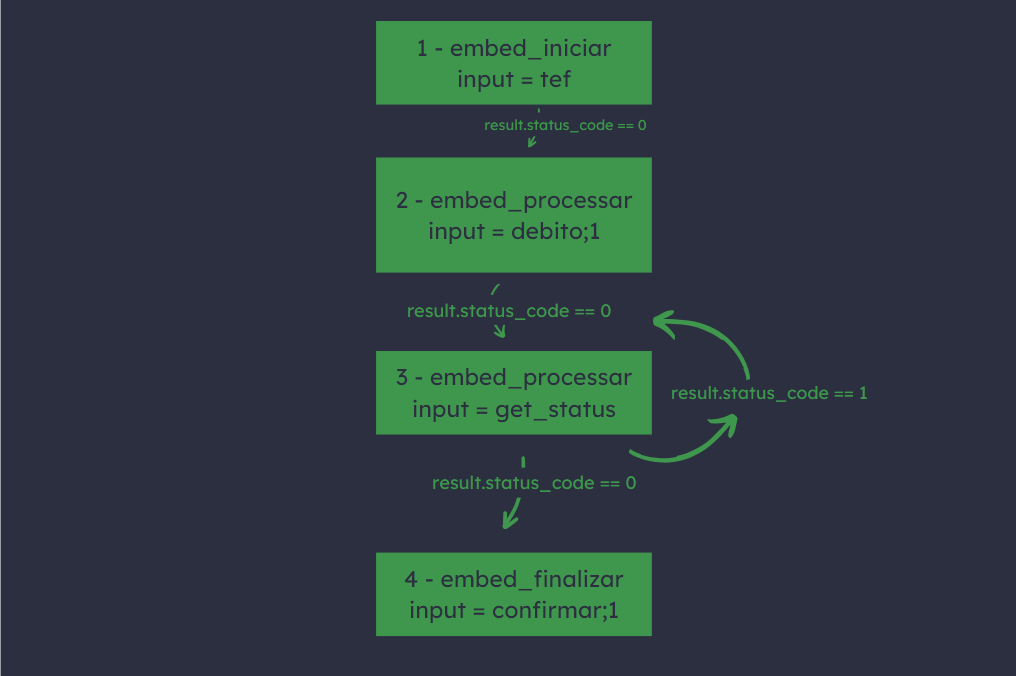 1 - embed_iniciar
input = tef
result.status_code == 0
2 - embed_processar
input = debito;1
result.status_code == 0
3 - embed_processar
input = get_status
result.status_code == 1
result.status_code == 0
4 - embed_finalizar
input = confirmar;1